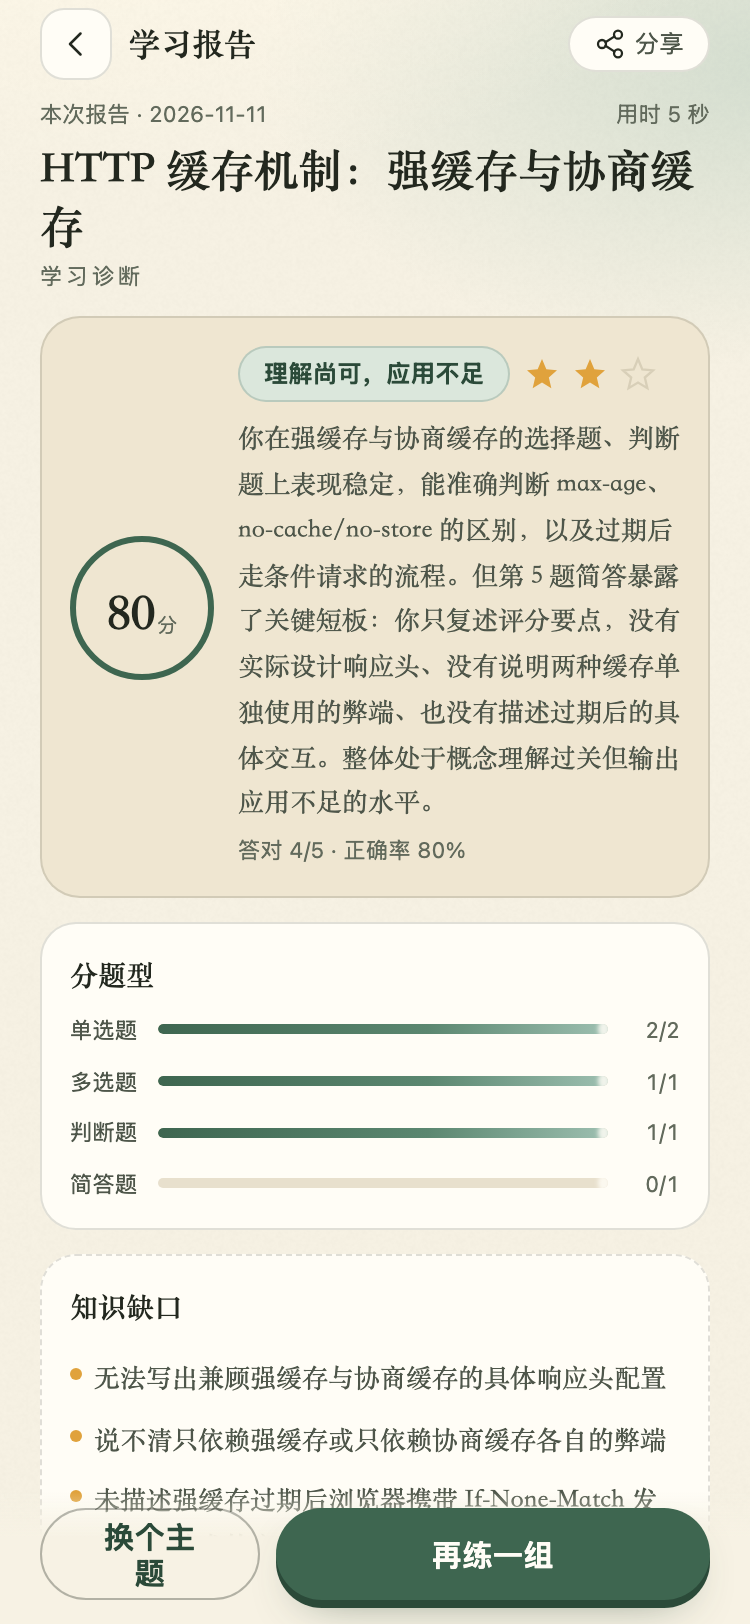 学习报告
分享
本次报告 · 2026-11-11
用时 5 秒
HTTP 缓存机制：强缓存与协商缓
存
学习诊断
理解尚可，应用不足
你在强缓存与协商缓存的选择题、判断
题上表现稳定，能准确判断 max-age、
no-cache/no-store 的区别，以及过期后
走条件请求的流程。但第 5 题简答暴露
了关键短板：你只复述评分要点，没有
实际设计响应头、没有说明两种缓存单
独使用的弊端、也没有描述过期后的具
体交互。整体处于概念理解过关但输出
应用不足的水平。
80分
答对 4/5 · 正确率 80%
分题型
单选题 2/2
多选题 1/1
判断题 1/1
简答题 0/1
知识缺口
无法写出兼顾强缓存与协商缓存的具体响应头配置
说不清只依赖强缓存或只依赖协商缓存各自的弊端
未描述强缓存过期后浏览器携带 If-None-Match 发
换个主
题
再练一组